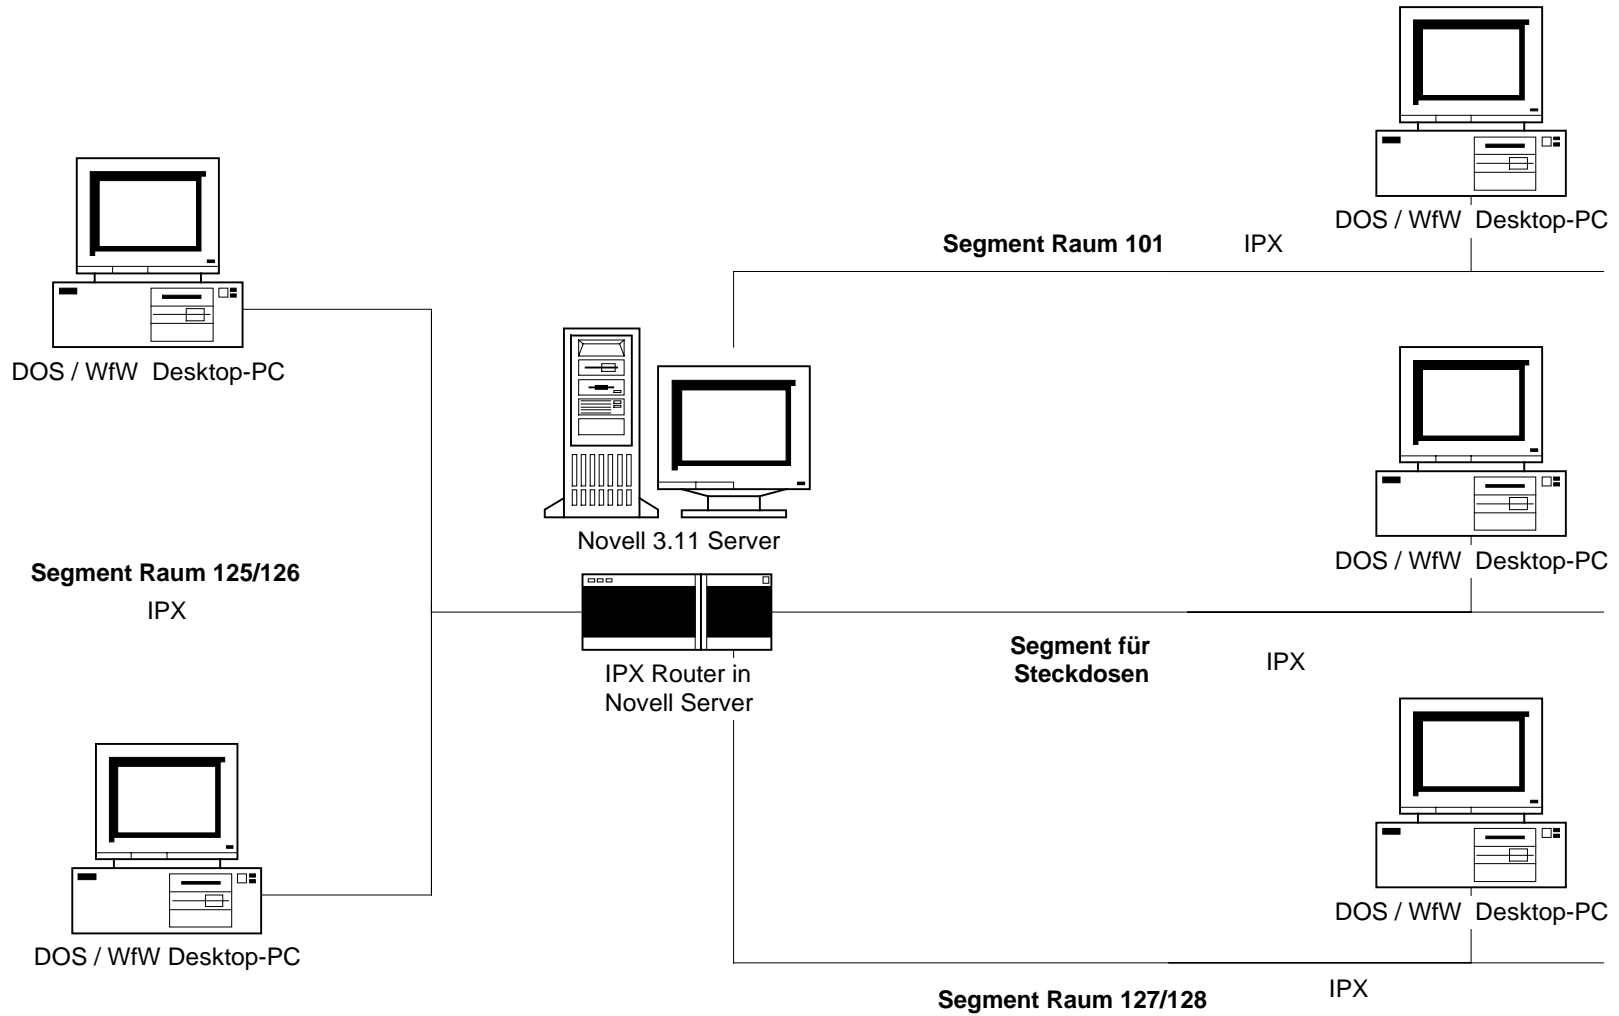 DOS / WfW  Desktop-PC
Segment Raum 101
IPX
DOS / WfW  Desktop-PC
Novell 3.11 Server
DOS / WfW  Desktop-PC
Segment Raum 125/126
IPX
Segment für
Steckdosen
IPX
IPX Router in
Novell Server
DOS / WfW  Desktop-PC
DOS / WfW Desktop-PC
Segment Raum 127/128
IPX